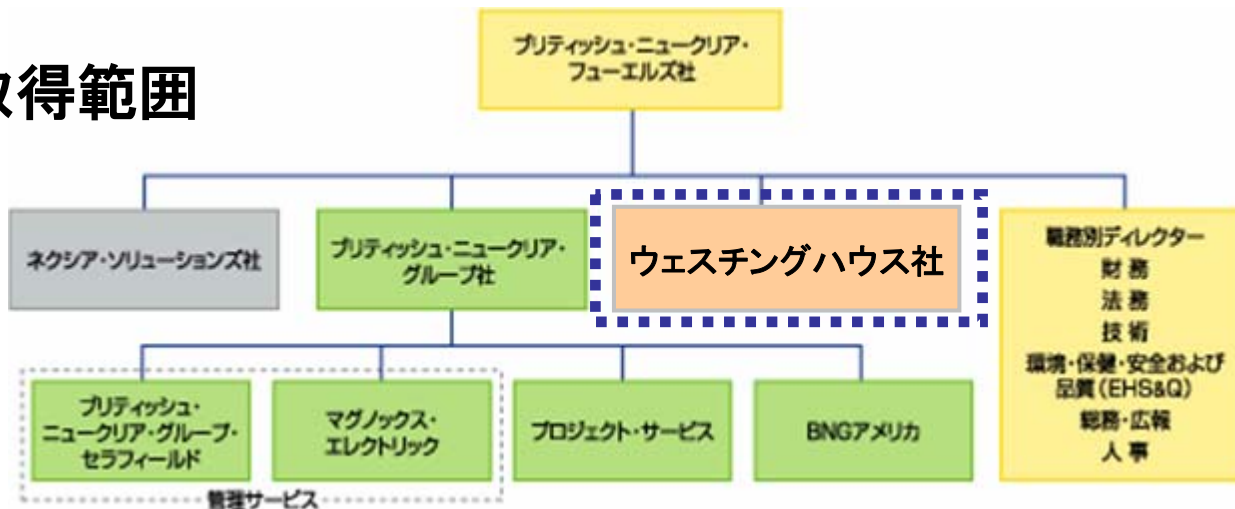 ブリティッシュ・ニュークリア・
フューエルズ社
取得範囲
ネクシア・ソリューションズ社
ブリティッシュ・ニュークリア・
グループ社
ウェスチングハウス社
職務別ディレクター
財務
法務
技術
環境・保健・安全および
品質(EHS&Q)
総務・広報
人事
ブリティッシュ・
ニュークリア・グループ・
セラフィールド
マグノックス・
エレクトリック
プロジェクト・サービス
BNGアメリカ
管理サービス